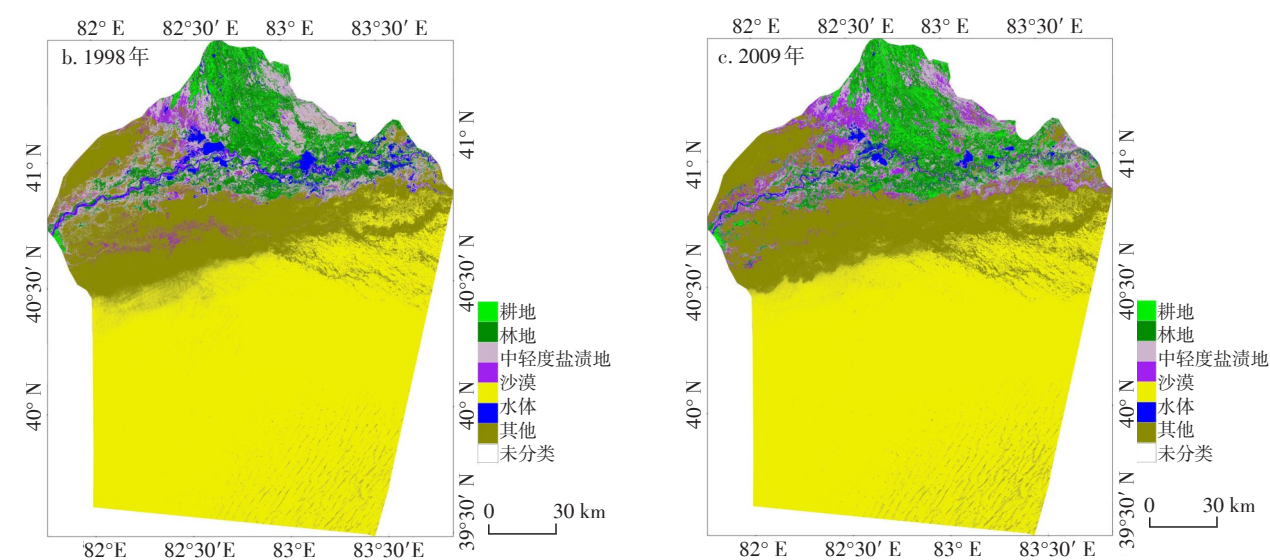 82° E 82°30′ E 83° E 83°30′ E
b. 1998年
41° N
40°30′ N
40° N
41° N
40°30′ N
40° N
39°30′ N
耕地
林地
中轻度盐渍地
沙漠
水体
其他
未分类
0 30 km
82° E 82°30′ E 83° E 83°30′ E
82° E 82°30′ E 83° E 83°30′ E
c. 2009年
41° N
40°30′ N
40° N
41° N
40°30′ N
40° N
39°30′ N
耕地
林地
中轻度盐渍地
沙漠
水体
其他
未分类
0 30 km
82° E 82°30′ E 83° E 83°30′ E